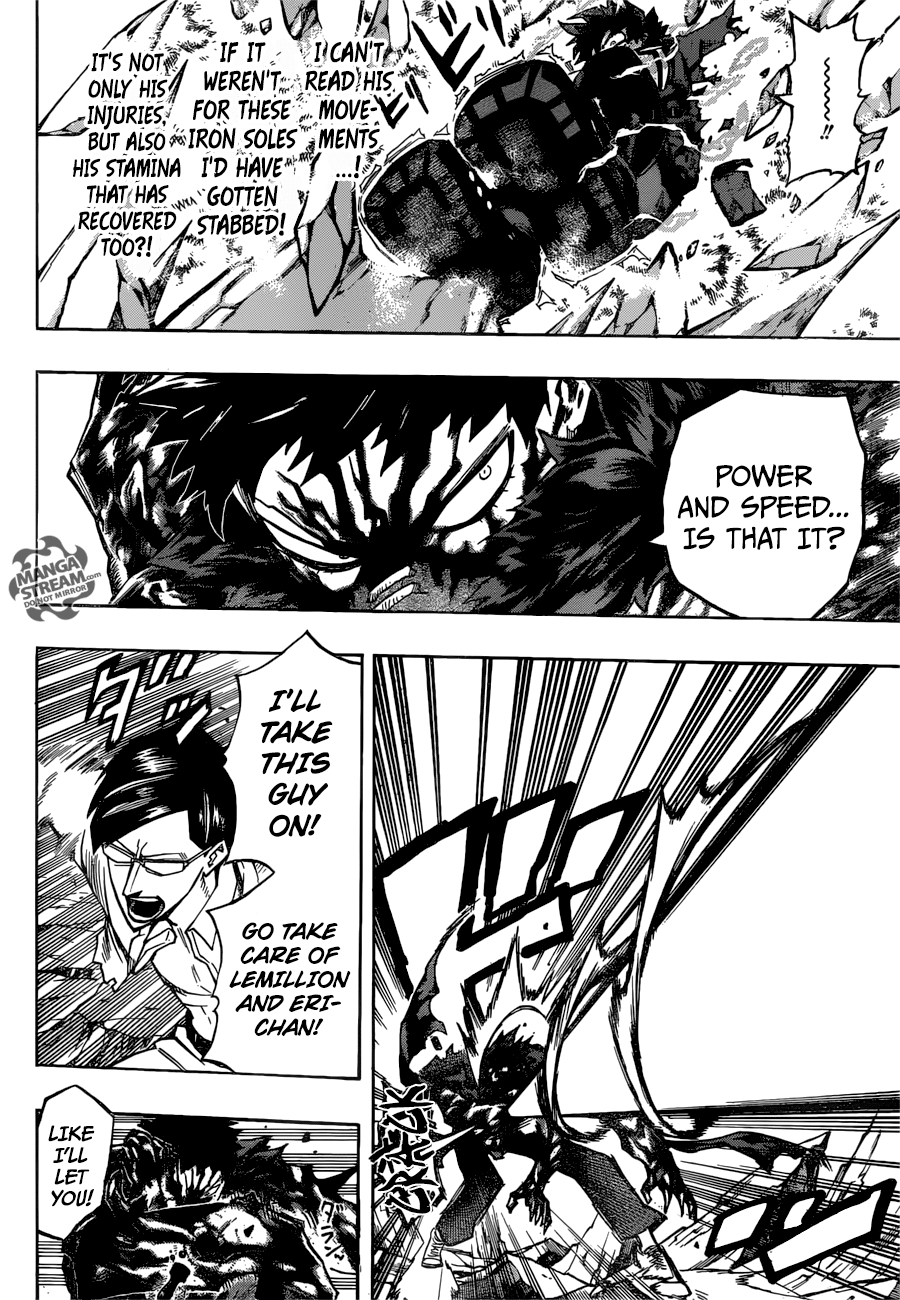 I CAN'T
READ HIS
MOVE-
MENTS
...!
IF IT
WEREN'T
FOR THESE
IRON SOLES
I'D HAVE
GOTTEN
STABBED!
IT'S NOT
ONLY HIS
INJURIES,
BUT ALSO
HIS STAMINA
THAT HAS
RECOVERED
TOO?!
POWER
AND SPEED...
IS THAT IT?
MANGA
STREAM.com
DO NOT MIRROR
CRACK
I'LL
TAKE
THIS
GUY
ON!
GO TAKE
CARE OF
LEMILLION
AND ERI-
CHAN!
LIKE
I'LL
LET
YOU!